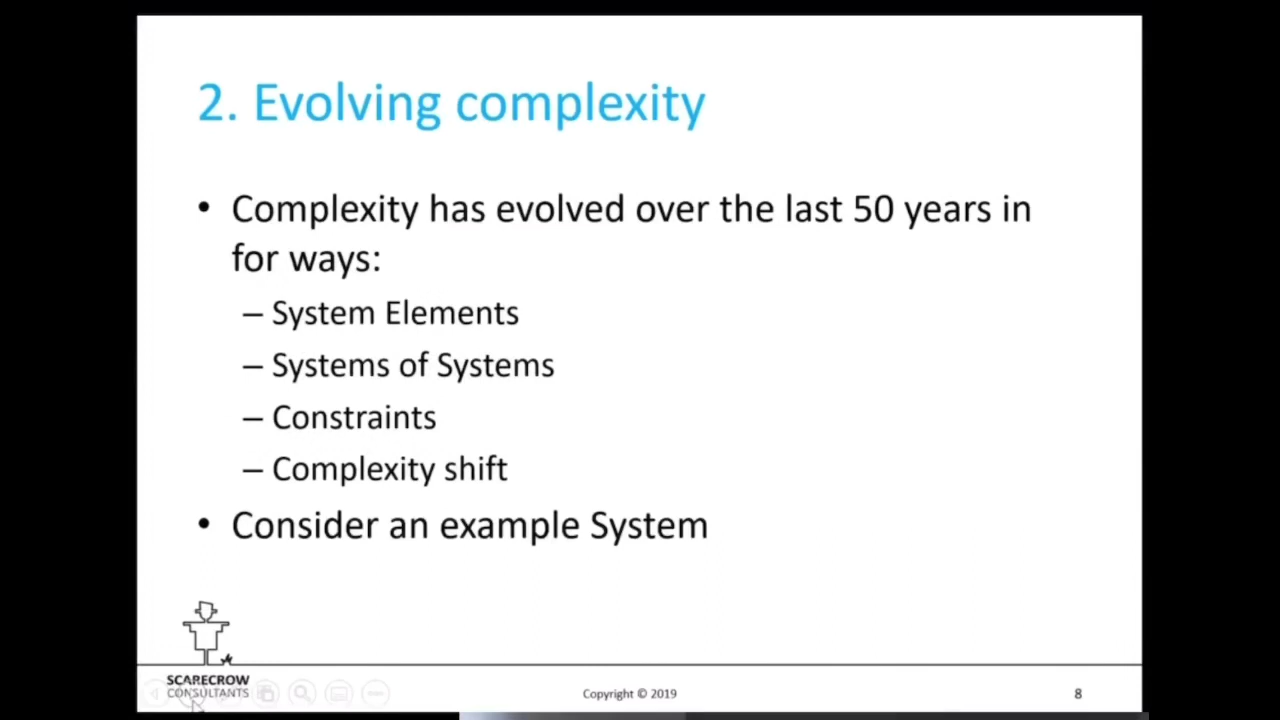 2. Evolving complexity
• Complexity has evolved over the last 50 years in
for ways:
– System Elements
– Systems of Systems
– Constraints
– Complexity shift
• Consider an example System
SCARECROW
CONSULTANTS
Copyright © 2019
8